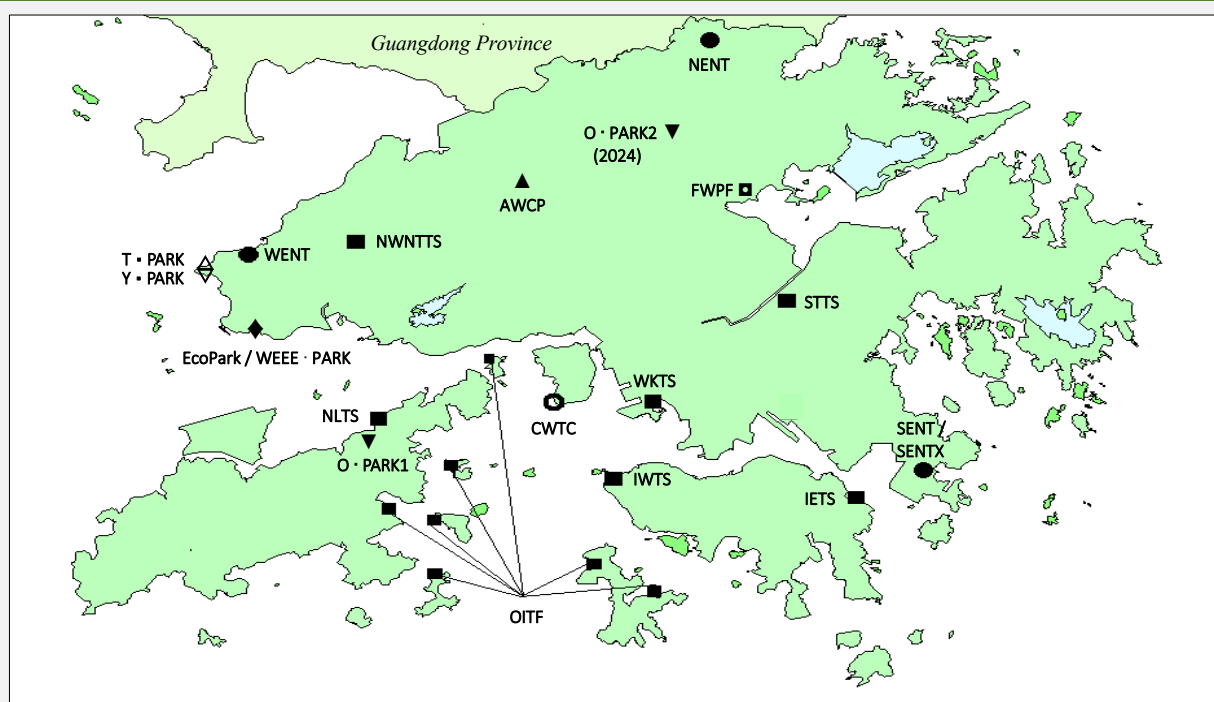 Guangdong Province
NENT
O · PARK2
(2024)
FWPF
AWCP
NWNTTS
WENT
T · PARK
Y · PARK
STTS
EcoPark / WEEE · PARK
WKTS
NLTS
CWTC
O · PARK1
SENT /
SENTX
IWTS
IETS
OITF